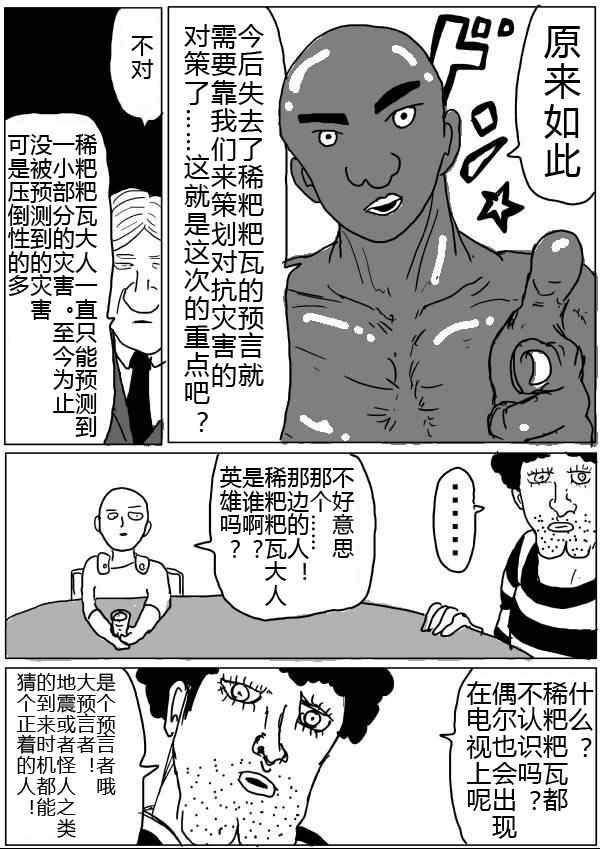 原来如此
ド
ン
今后失去了稀粑粑瓦的预言就
需要靠我们来策划对抗灾害的
对策了……这就是这次的重点吧？
不对
稀粑粑瓦大人一直只能预测到
一小部分的灾害。至今为止
没被预测到的灾害
可是压倒性的多
……
不好意思
那个……
那边的人！
稀粑粑瓦大人
是谁啊？
英雄吗？
什么？
稀粑粑瓦都
不认识吗？
偶尔也会出现
在电视上呢
是个预言者哦
大预言者！
地震或者怪人之类
的到来时机都能
猜个正着的人！